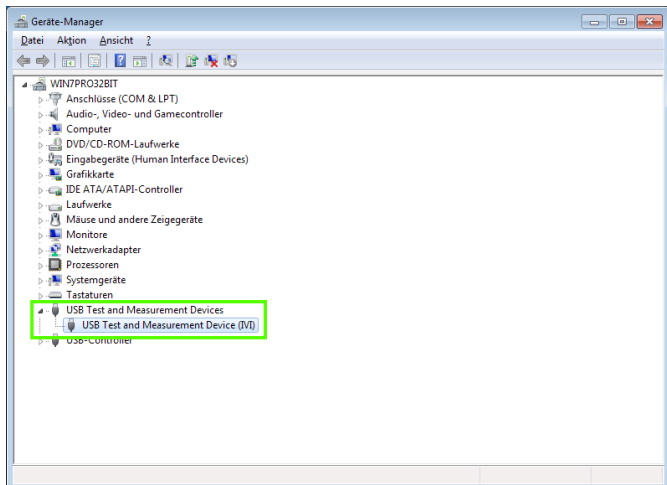 Geräte-Manager
Datei Aktion Ansicht ?
WIN7PRO32BIT
Anschlüsse (COM & LPT)
Audio-, Video- und Gamecontroller
Computer
DVD/CD-ROM-Laufwerke
Eingabegeräte (Human Interface Devices)
Grafikkarte
IDE ATA/ATAPI-Controller
Laufwerke
Mäuse und andere Zeigegeräte
Monitore
Netzwerkadapter
Prozessoren
Systemgeräte
Tastaturen
USB Test and Measurement Devices
USB Test and Measurement Device (IVI)
USB-Controller